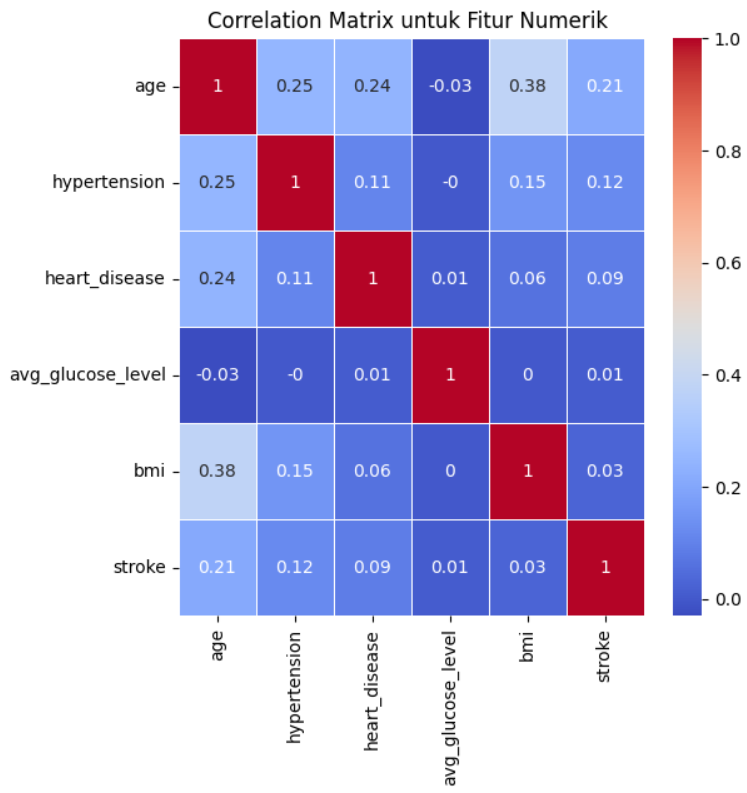 Correlation Matrix untuk Fitur Numerik
age 1 0.25 0.24 -0.03 0.38 0.21
hypertension 0.25 1 0.11 -0 0.15 0.12
heart_disease 0.24 0.11 1 0.01 0.06 0.09
avg_glucose_level -0.03 -0 0.01 1 0 0.01
bmi 0.38 0.15 0.06 0 1 0.03
stroke 0.21 0.12 0.09 0.01 0.03 1
age
hypertension
heart_disease
avg_glucose_level
bmi
stroke
1.0
0.8
0.6
0.4
0.2
0.0